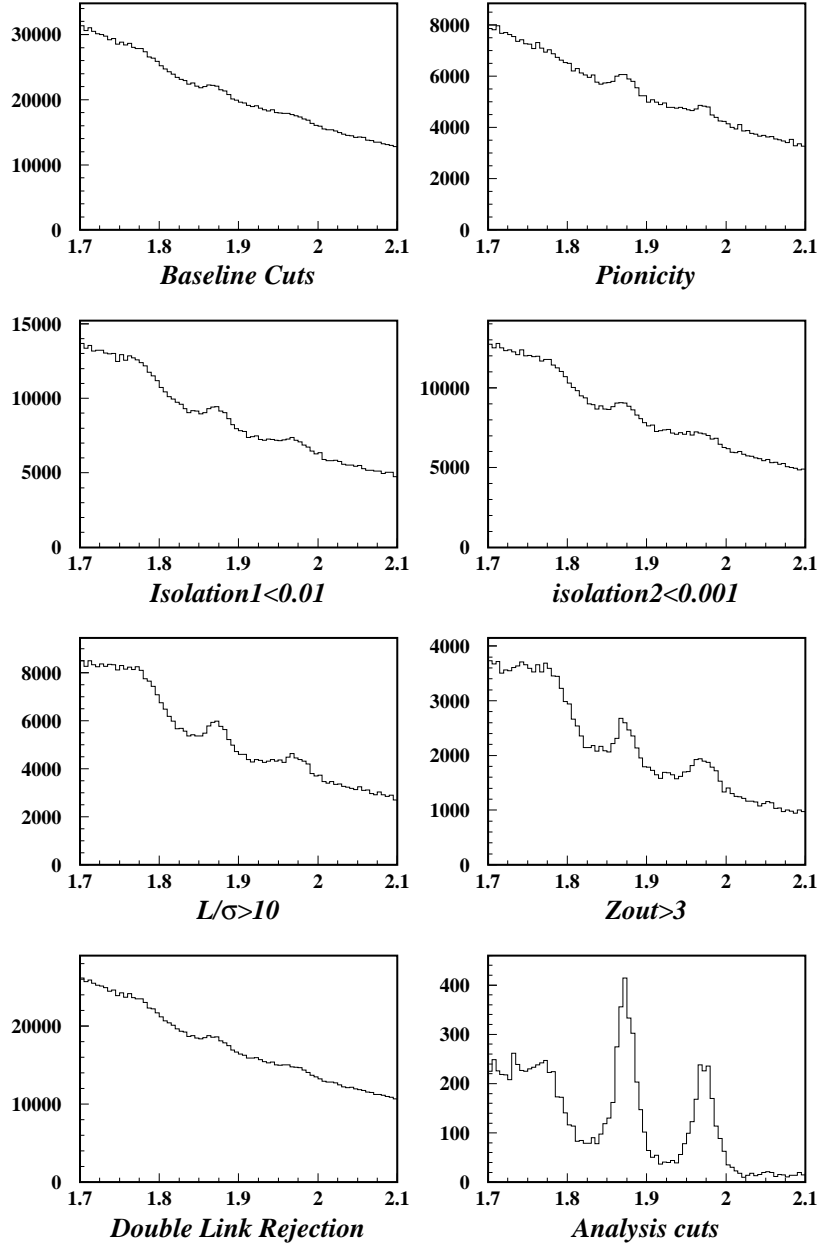 30000
20000
10000
0
1.7 1.8 1.9 2 2.1
Baseline Cuts
8000
6000
4000
2000
0
1.7 1.8 1.9 2 2.1
Pionicity
15000
10000
5000
0
1.7 1.8 1.9 2 2.1
Isolation1<0.01
10000
5000
0
1.7 1.8 1.9 2 2.1
isolation2<0.001
8000
6000
4000
2000
0
1.7 1.8 1.9 2 2.1
L/σ>10
4000
3000
2000
1000
0
1.7 1.8 1.9 2 2.1
Zout>3
20000
10000
0
1.7 1.8 1.9 2 2.1
Double Link Rejection
400
300
200
100
0
1.7 1.8 1.9 2 2.1
Analysis cuts